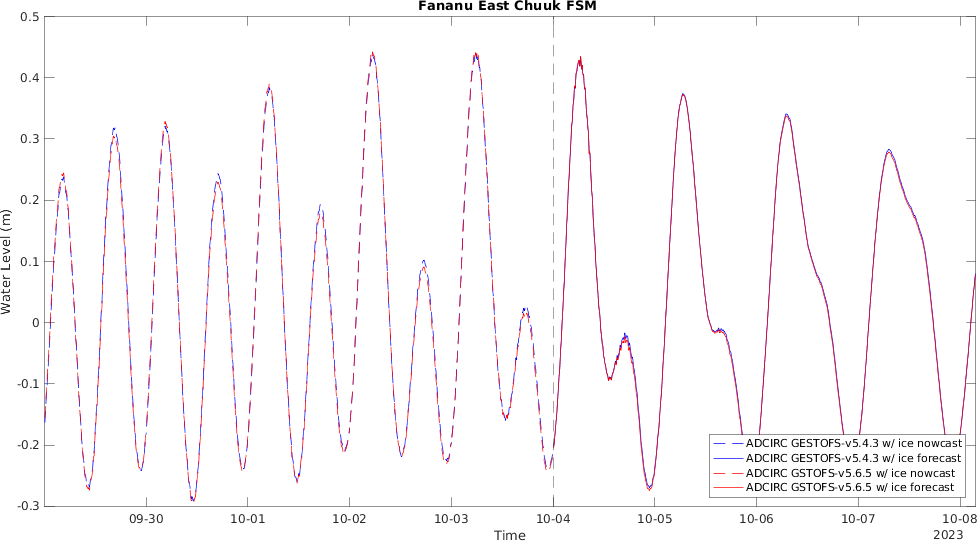 Fananu East Chuuk FSM
0.5
0.4
0.3
0.2
0.1
0
-0.1
-0.2
-0.3
Water Level (m)
ADCIRC GESTOFS-v5.4.3 w/ ice nowcast
ADCIRC GESTOFS-v5.4.3 w/ ice forecast
ADCIRC GSTOFS-v5.6.5 w/ ice nowcast
ADCIRC GSTOFS-v5.6.5 w/ ice forecast
09-30 10-01 10-02 10-03 10-04 10-05 10-06 10-07 10-08
Time
2023